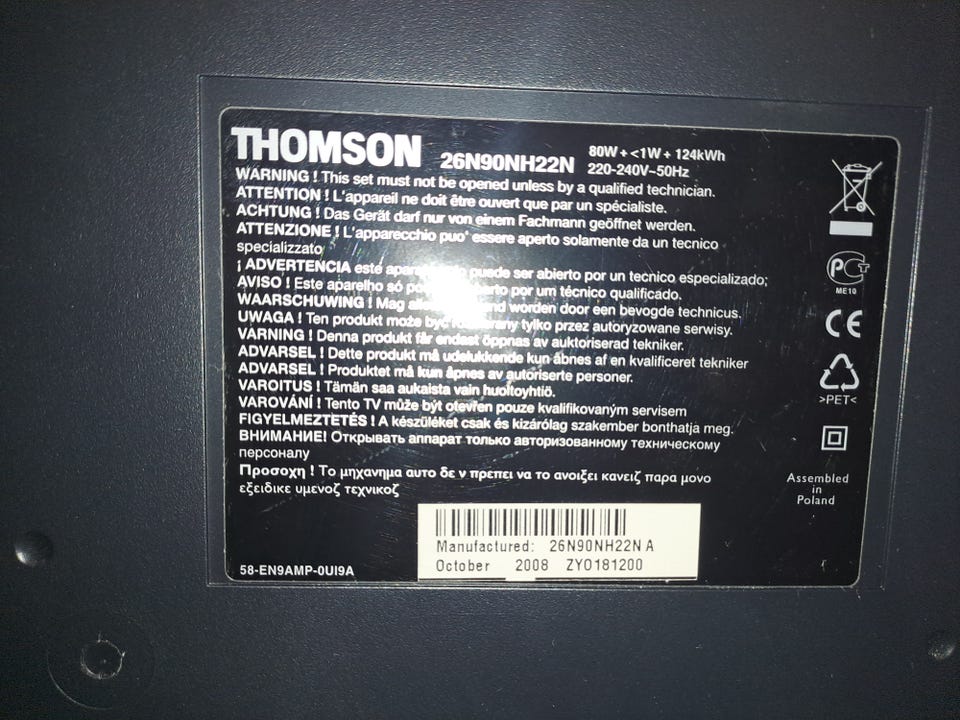 THOMSON 26N90NH22N 80W + <1W + 124kWh
220-240V~50Hz
WARNING ! This set must not be opened unless by a qualified technician.
ATTENTION ! L'appareil ne doit être ouvert que par un spécialiste.
ACHTUNG ! Das Gerät darf nur von einem Fachmann geöffnet werden.
ATTENZIONE ! L'apparecchio puo' essere aperto solamente da un tecnico
specializzato
¡ ADVERTENCIA este puede ser abierto por un tecnico especializado;
AVISO ! Este aparelho só por um técnico qualificado.
WAARSCHUWING ! Mag worden door een bevogde technicus.
UWAGA ! Ten produkt może być tylko przez autoryzowane serwisy.
VARNING ! Denna produkt får endast öppnas av auktoriserad tekniker.
ADVARSEL ! Dette produkt må udelukkende kun åbnes af en kvalificeret tekniker
ADVARSEL ! Produktet må kun åpnes av autoriserte personer.
VAROITUS ! Tämän saa aukaista vain huoltoyhtiö.
VAROVÁNÍ ! Tento TV může být otevřen pouze kvalifikovaným servisem
FIGYELMEZTETÉS ! A készüléket csak és kizárólag szakember bonthatja meg.
ВНИМАНИЕ! Открывать аппарат только авторизованному техническому
персоналу
Προσοχη ! Το μηχανημα αυτο δε ν πρεπει να το ανοιξει κανειζ παρα μονο
εξειδικε υμενοζ τεχνικοζ
ME10
CE
>PET<
Assembled
in
Poland
Manufactured: 26N90NH22N A
October 2008 ZYO181200
58-EN9AMP-0UI9A